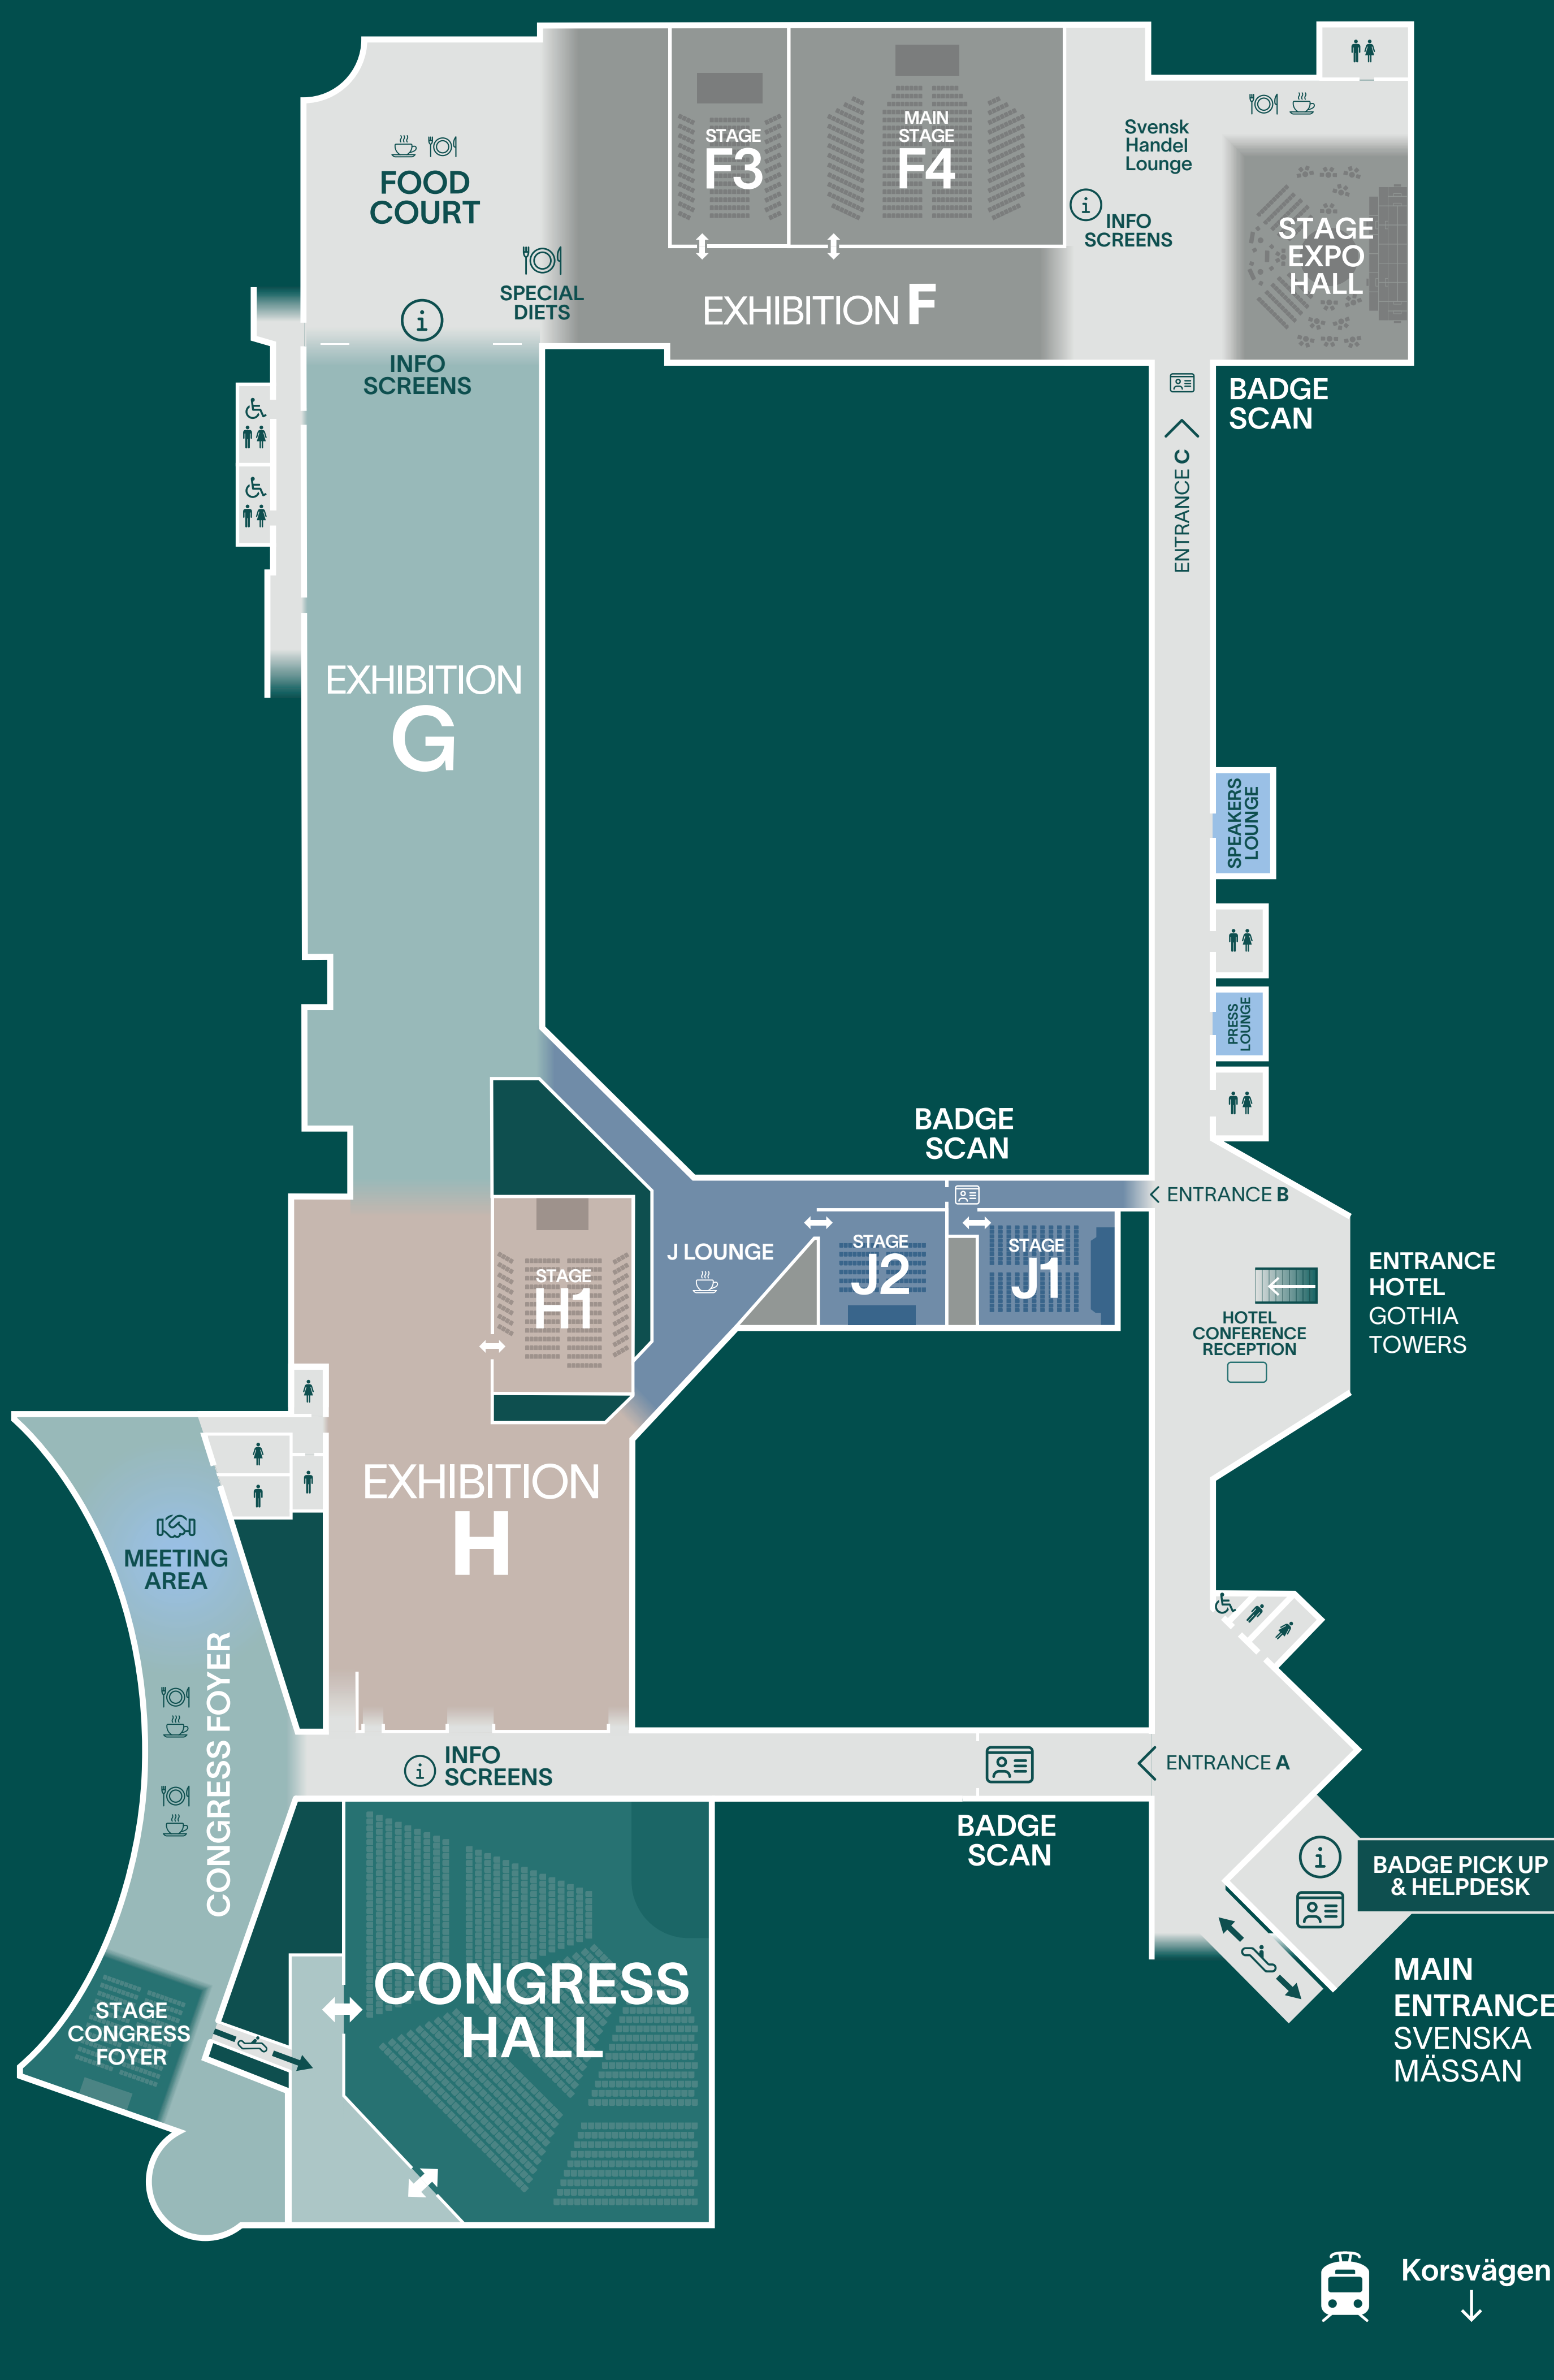 STAGE
F3
MAIN
STAGE
F4
Svensk
Handel
Lounge
FOOD
COURT
INFO
SCREENS
STAGE
EXPO
HALL
SPECIAL
DIETS
EXHIBITION F
INFO
SCREENS
BADGE
SCAN
ENTRANCE C
EXHIBITION
G
SPEAKERS
LOUNGE
PRESS
LOUNGE
BADGE
SCAN
ENTRANCE B
J LOUNGE
STAGE
J2
STAGE
J1
STAGE
H1
ENTRANCE
HOTEL
GOTHIA
TOWERS
HOTEL
CONFERENCE
RECEPTION
EXHIBITION
H
MEETING
AREA
CONGRESS FOYER
INFO
SCREENS
ENTRANCE A
BADGE
SCAN
BADGE PICK UP
& HELPDESK
MAIN
ENTRANCE
SVENSKA
MÄSSAN
CONGRESS
HALL
STAGE
CONGRESS
FOYER
Korsvägen